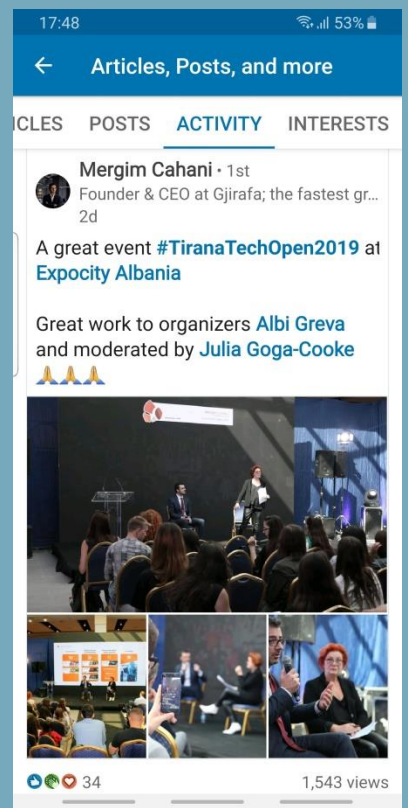 17:48
53%
Articles, Posts, and more
ICLES POSTS ACTIVITY INTERESTS
Mergim Cahani · 1st
Founder & CEO at Gjirafa; the fastest gr...
2d
A great event #TiranaTechOpen2019 at
Expocity Albania
Great work to organizers Albi Greva
and moderated by Julia Goga-Cooke
🙏🙏🙏
34
1,543 views